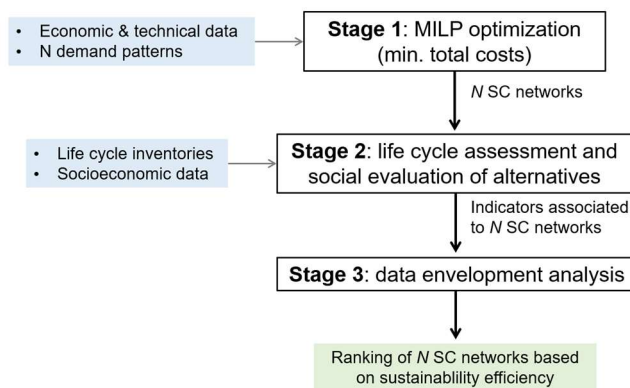 • Economic & technical data
• N demand patterns
Stage 1: MILP optimization
(min. total costs)
N SC networks
• Life cycle inventories
• Socioeconomic data
Stage 2: life cycle assessment and
social evaluation of alternatives
Indicators associated
to N SC networks
Stage 3: data envelopment analysis
Ranking of N SC networks based
on sustainablility efficiency